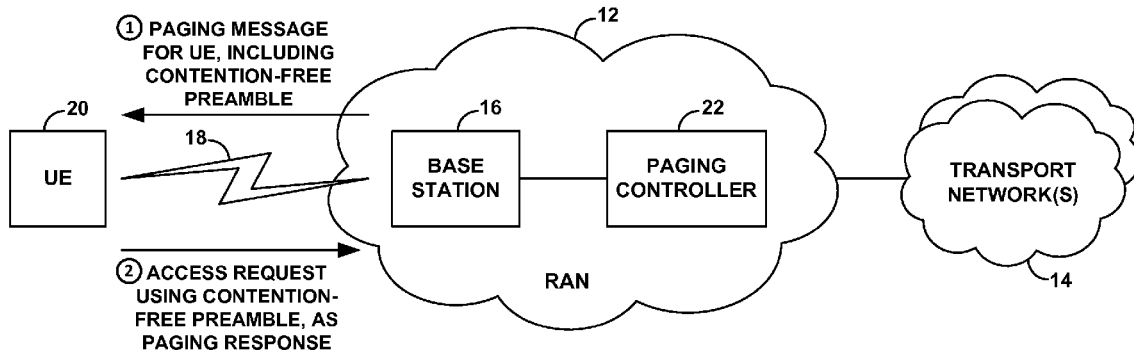 ① PAGING MESSAGE
FOR UE, INCLUDING
CONTENTION-FREE
PREAMBLE
12
20
UE
18
16
BASE
STATION
22
PAGING
CONTROLLER
RAN
TRANSPORT
NETWORK(S)
14
② ACCESS REQUEST
USING CONTENTION-
FREE PREAMBLE, AS
PAGING RESPONSE